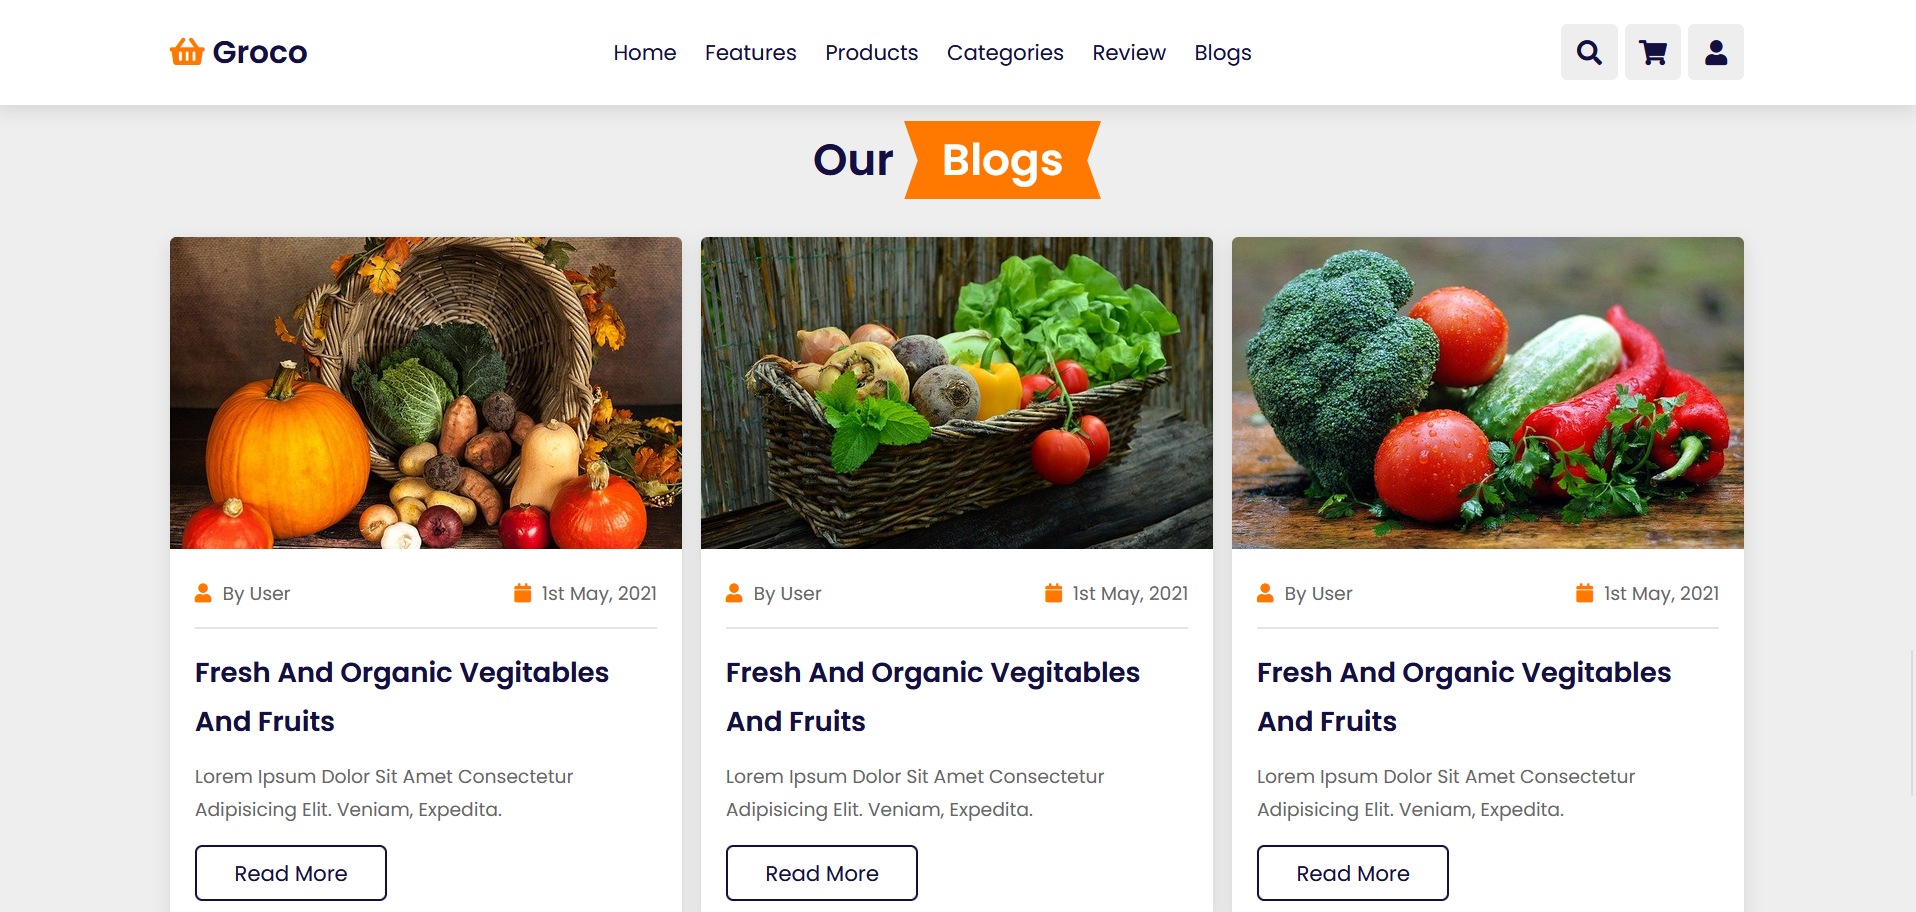 Groco
Home Features Products Categories Review Blogs
Our Blogs
By User 1st May, 2021
Fresh And Organic Vegitables
And Fruits
Lorem Ipsum Dolor Sit Amet Consectetur
Adipisicing Elit. Veniam, Expedita.
Read More
By User 1st May, 2021
Fresh And Organic Vegitables
And Fruits
Lorem Ipsum Dolor Sit Amet Consectetur
Adipisicing Elit. Veniam, Expedita.
Read More
By User 1st May, 2021
Fresh And Organic Vegitables
And Fruits
Lorem Ipsum Dolor Sit Amet Consectetur
Adipisicing Elit. Veniam, Expedita.
Read More